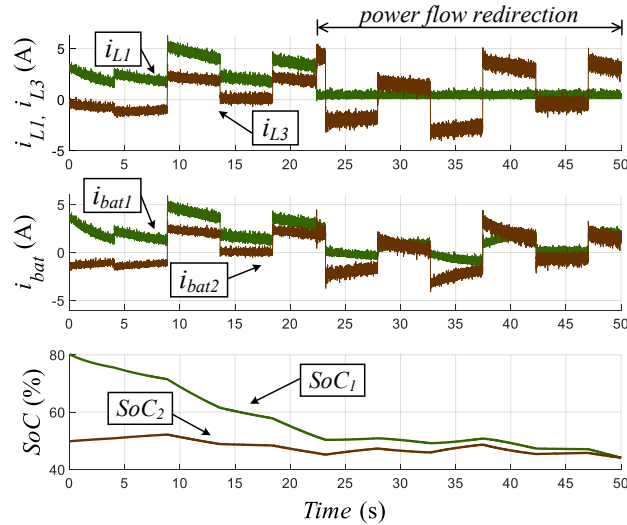 power flow redirection
i_L1, i_L3 (A)
5
0
-5
i_L1
i_L3
0 5 10 15 20 25 30 35 40 45 50
i_bat (A)
5
0
-5
i_bat1
i_bat2
0 5 10 15 20 25 30 35 40 45 50
SoC (%)
80
60
40
SoC_1
SoC_2
0 5 10 15 20 25 30 35 40 45 50
Time (s)